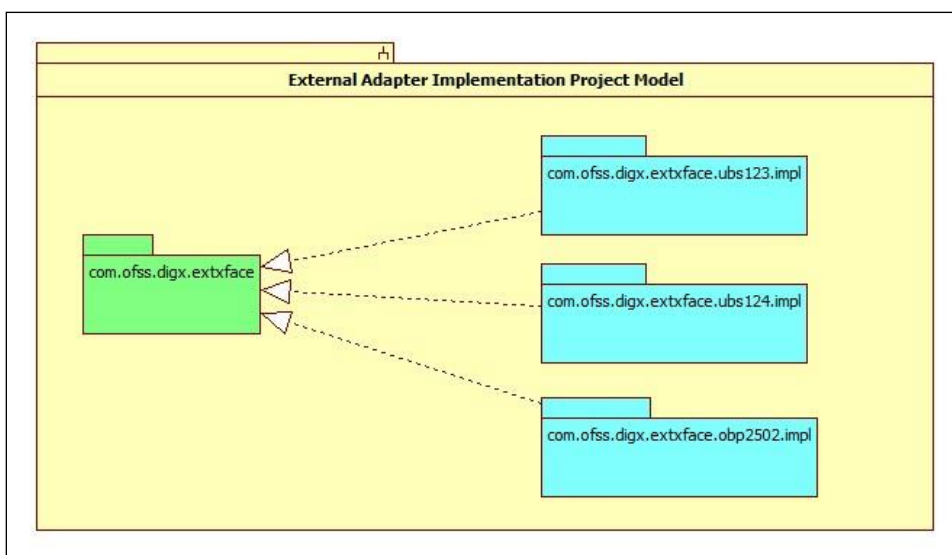 External Adapter Implementation Project Model
com.ofss.digx.extxface.ubs123.impl
com.ofss.digx.extxface
com.ofss.digx.extxface.ubs124.impl
com.ofss.digx.extxface.obp2502.impl